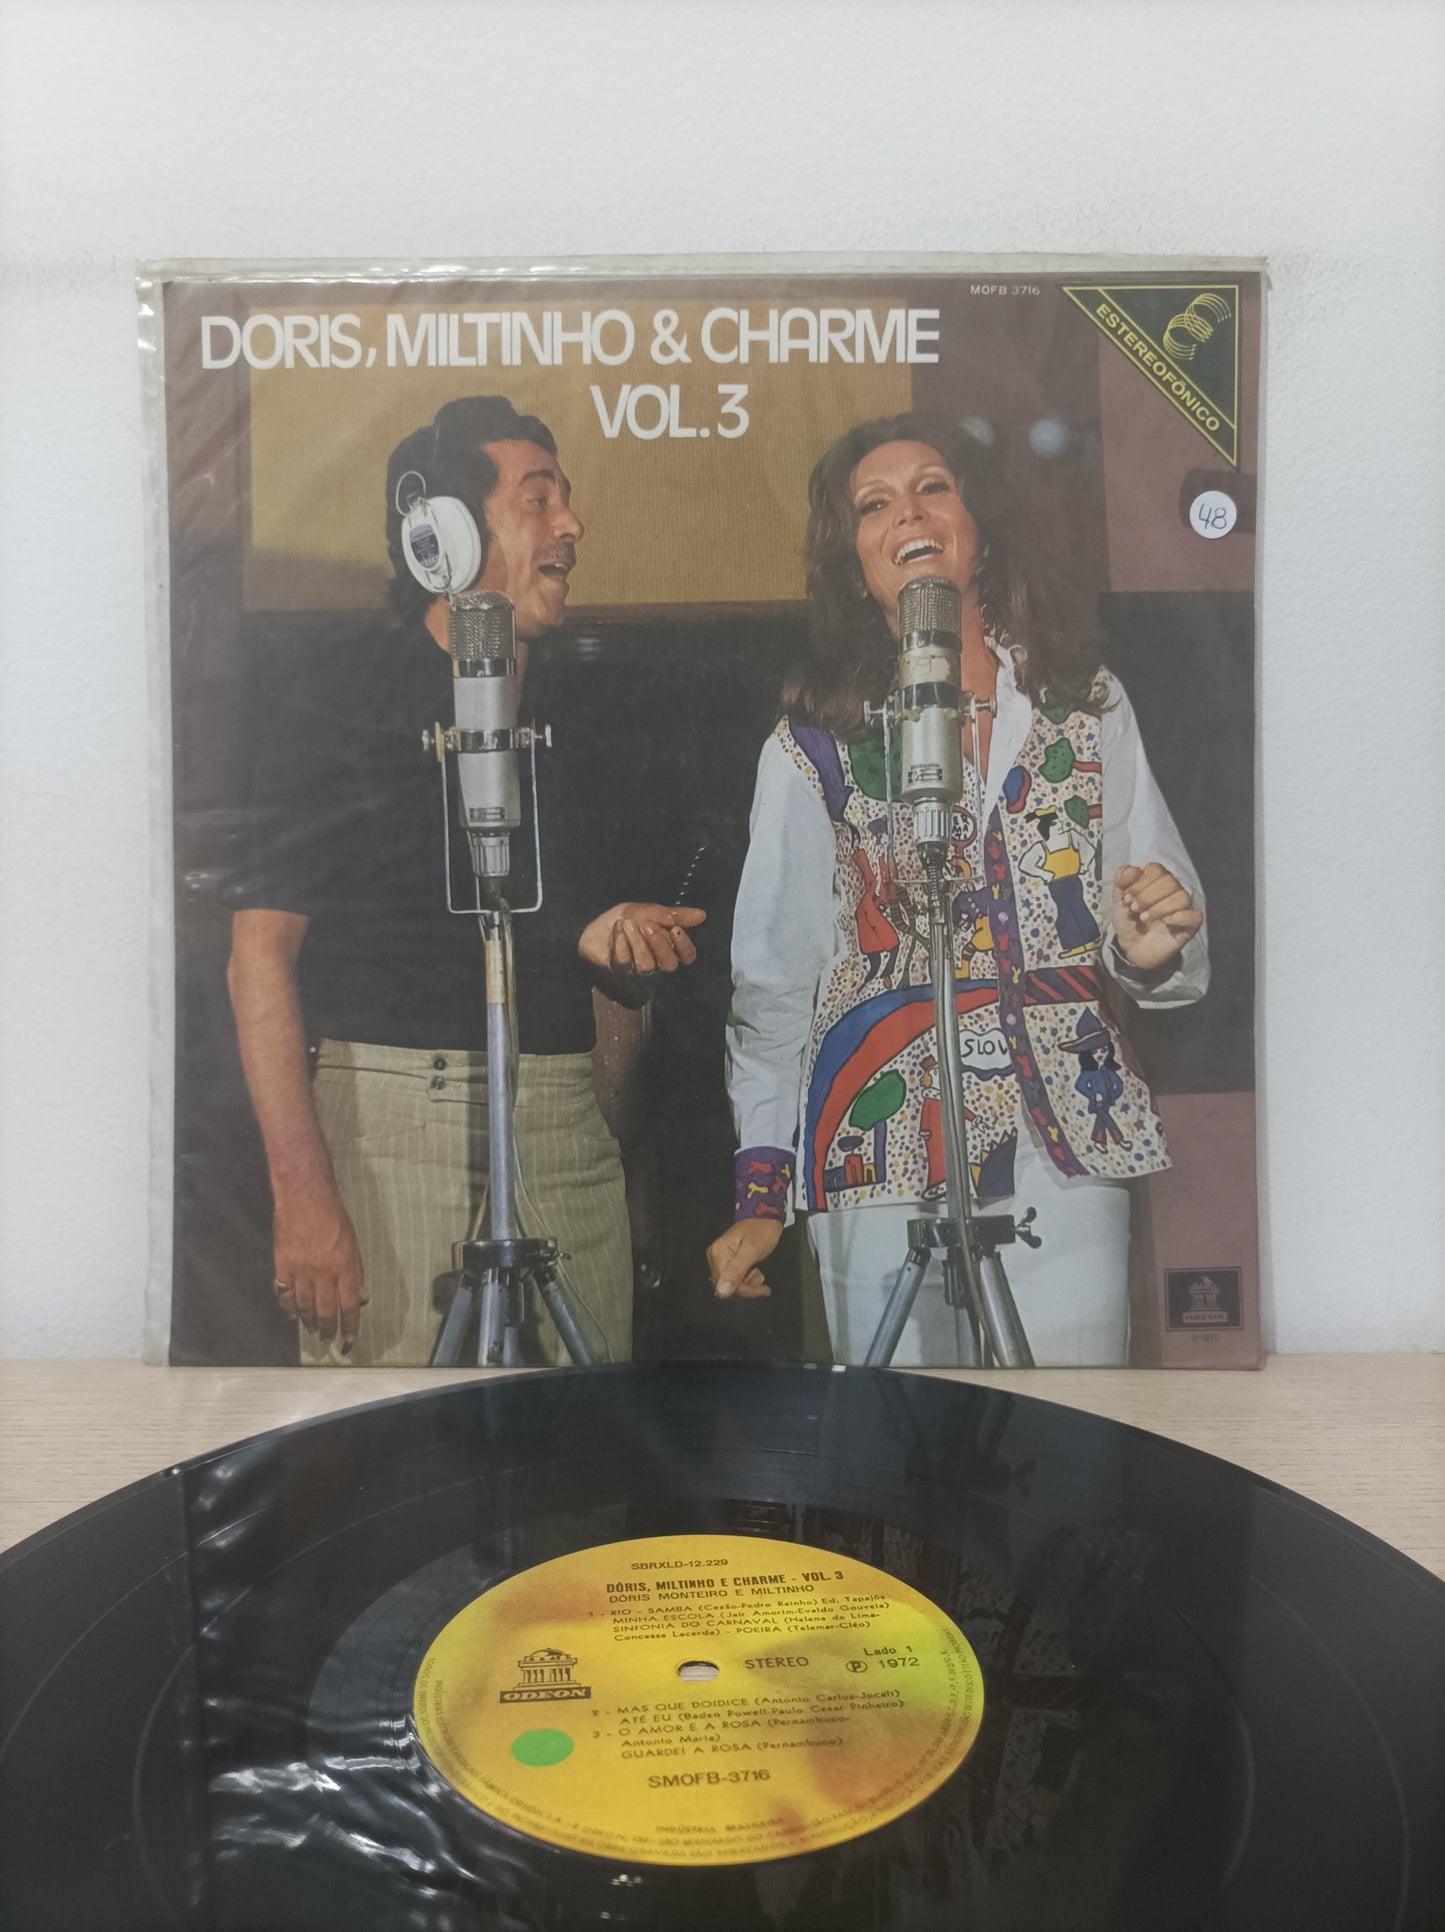 MOFB 3716
DORIS, MILTINHO & CHARME
VOL. 3
ESTEREOFÔNICO
48
SLOW
ODEON
SBRXLD-12.229
DÓRIS, MILTINHO E CHARME - VOL. 3
DÓRIS MONTEIRO E MILTINHO
1 - RIO - SAMBA (Cezão-Pedro Rainho) Ed. Tapajós
MINHA ESCOLA (Jair Amorim-Evaldo Gouveia)
SINFONIA DO CARNAVAL (Helena de Lima-
Concessa Lacerda) - POEIRA (Telemar-Cléo)
Lado 1
STEREO
℗ 1972
ODEON
2 - MAS QUE DOIDICE (Antonio Carlos-Jocafi)
ATÉ EU (Baden Powell-Paulo Cesar Pinheiro)
3 - O AMOR E A ROSA (Pernambuco-
Antonio Maria)
GUARDEI A ROSA (Pernambuco)
SMOFB-3716
INDÚSTRIA BRASILEIRA